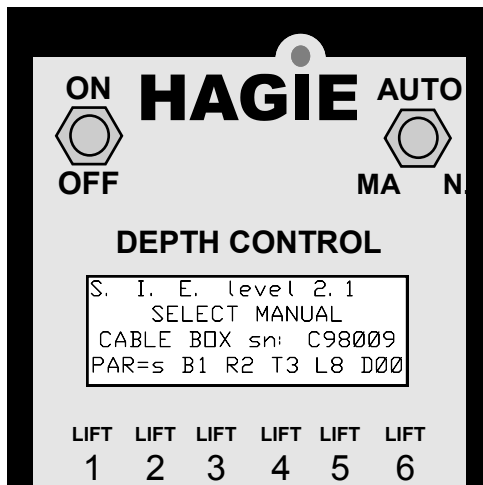 ON
HAGIE
AUTO
OFF
MA N.
DEPTH CONTROL
S. I. E. level 2.1
SELECT MANUAL
CABLE BOX sn: C98009
PAR=s B1 R2 T3 L8 D00
LIFT LIFT LIFT LIFT LIFT LIFT
1 2 3 4 5 6